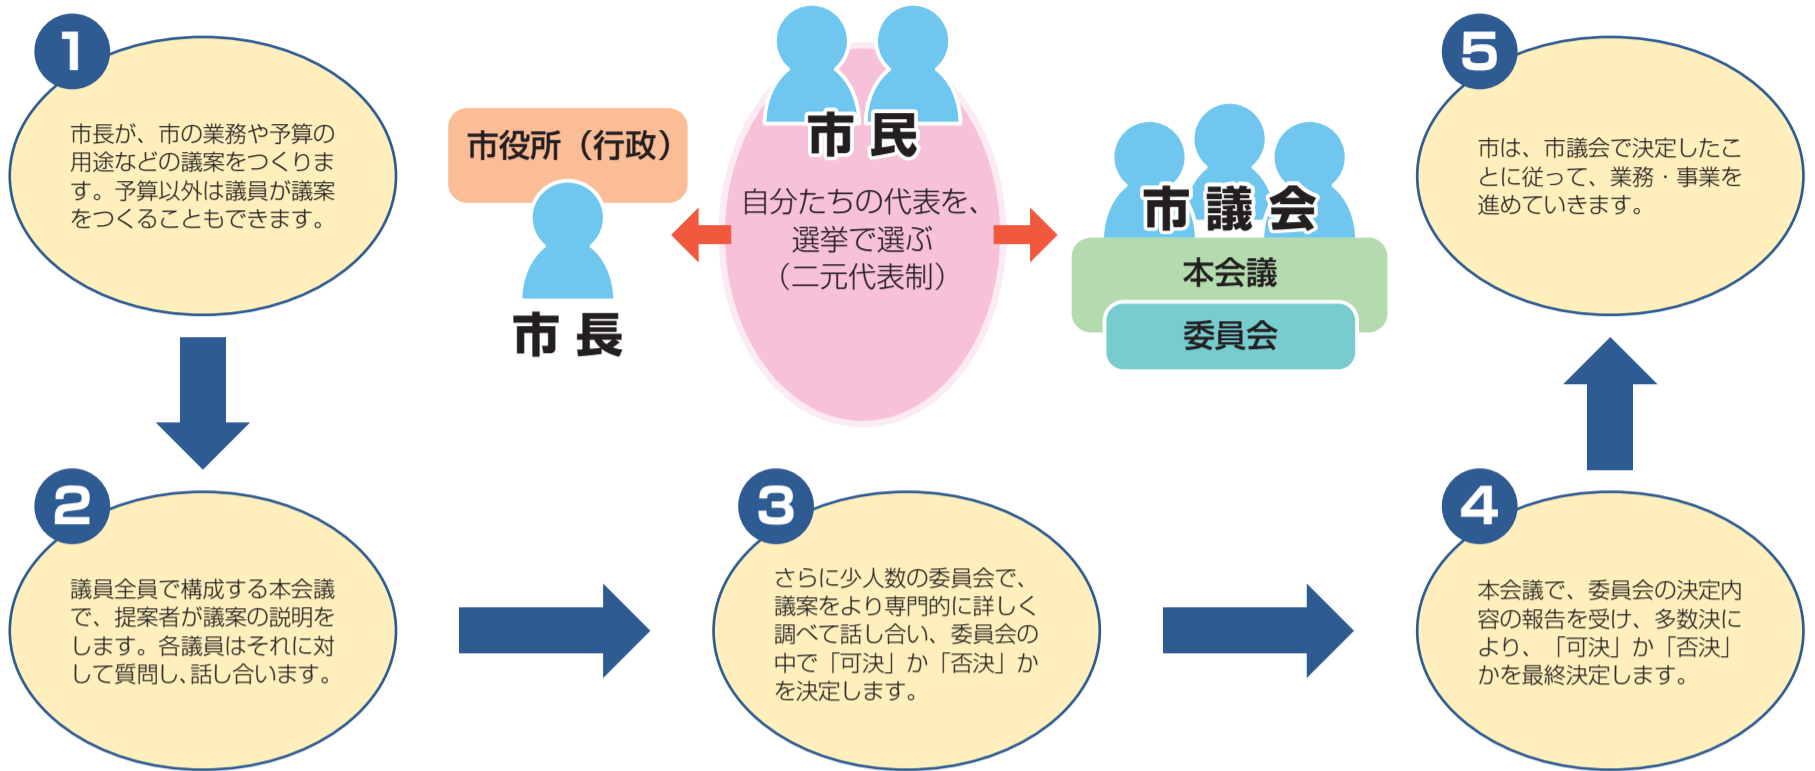 1
市長が、市の業務や予算の
用途などの議案をつくりま
す。予算以外は議員が議案
をつくることもできます。
市役所（行政）
市長
市民
自分たちの代表を、
選挙で選ぶ
（二元代表制）
市議会
本会議
委員会
2
議員全員で構成する本会議
で、提案者が議案の説明を
します。各議員はそれに対
して質問し、話し合います。
3
さらに少人数の委員会で、
議案をより専門的に詳しく
調べて話し合い、委員会の
中で「可決」か「否決」か
を決定します。
4
本会議で、委員会の決定内
容の報告を受け、多数決に
より、「可決」か「否決」
かを最終決定します。
5
市は、市議会で決定したこ
とに従って、業務・事業を
進めていきます。